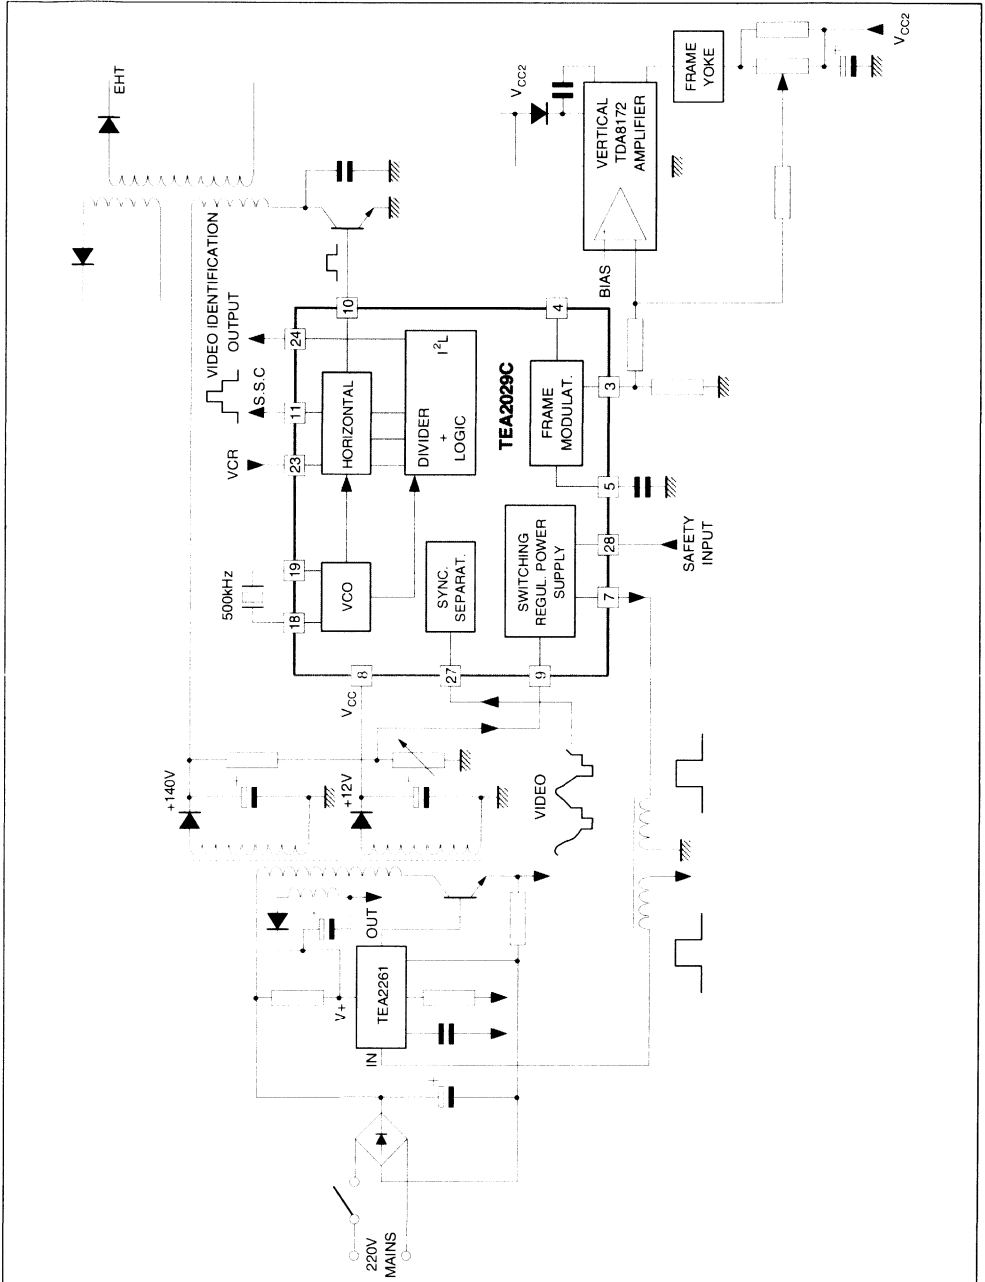 EHT
VIDEO IDENTIFICATION
OUTPUT
S.S.C
VCR
24
11
23
10
HORIZONTAL
DIVIDER
+
LOGIC
I²L
500kHz
19
18
VCO
TEA2029C
SYNC.
SEPARAT.
FRAME
MODULAT.
SWITCHING
REGUL. POWER
SUPPLY
4
3
5
28
7
8
27
9
SAFETY
INPUT
VCC2
VERTICAL
TDA8172
AMPLIFIER
BIAS
FRAME
YOKE
VCC2
+140V
+12V
VCC
+
+
VIDEO
+
OUT
V+
TEA2261
IN
+
220V
MAINS
+